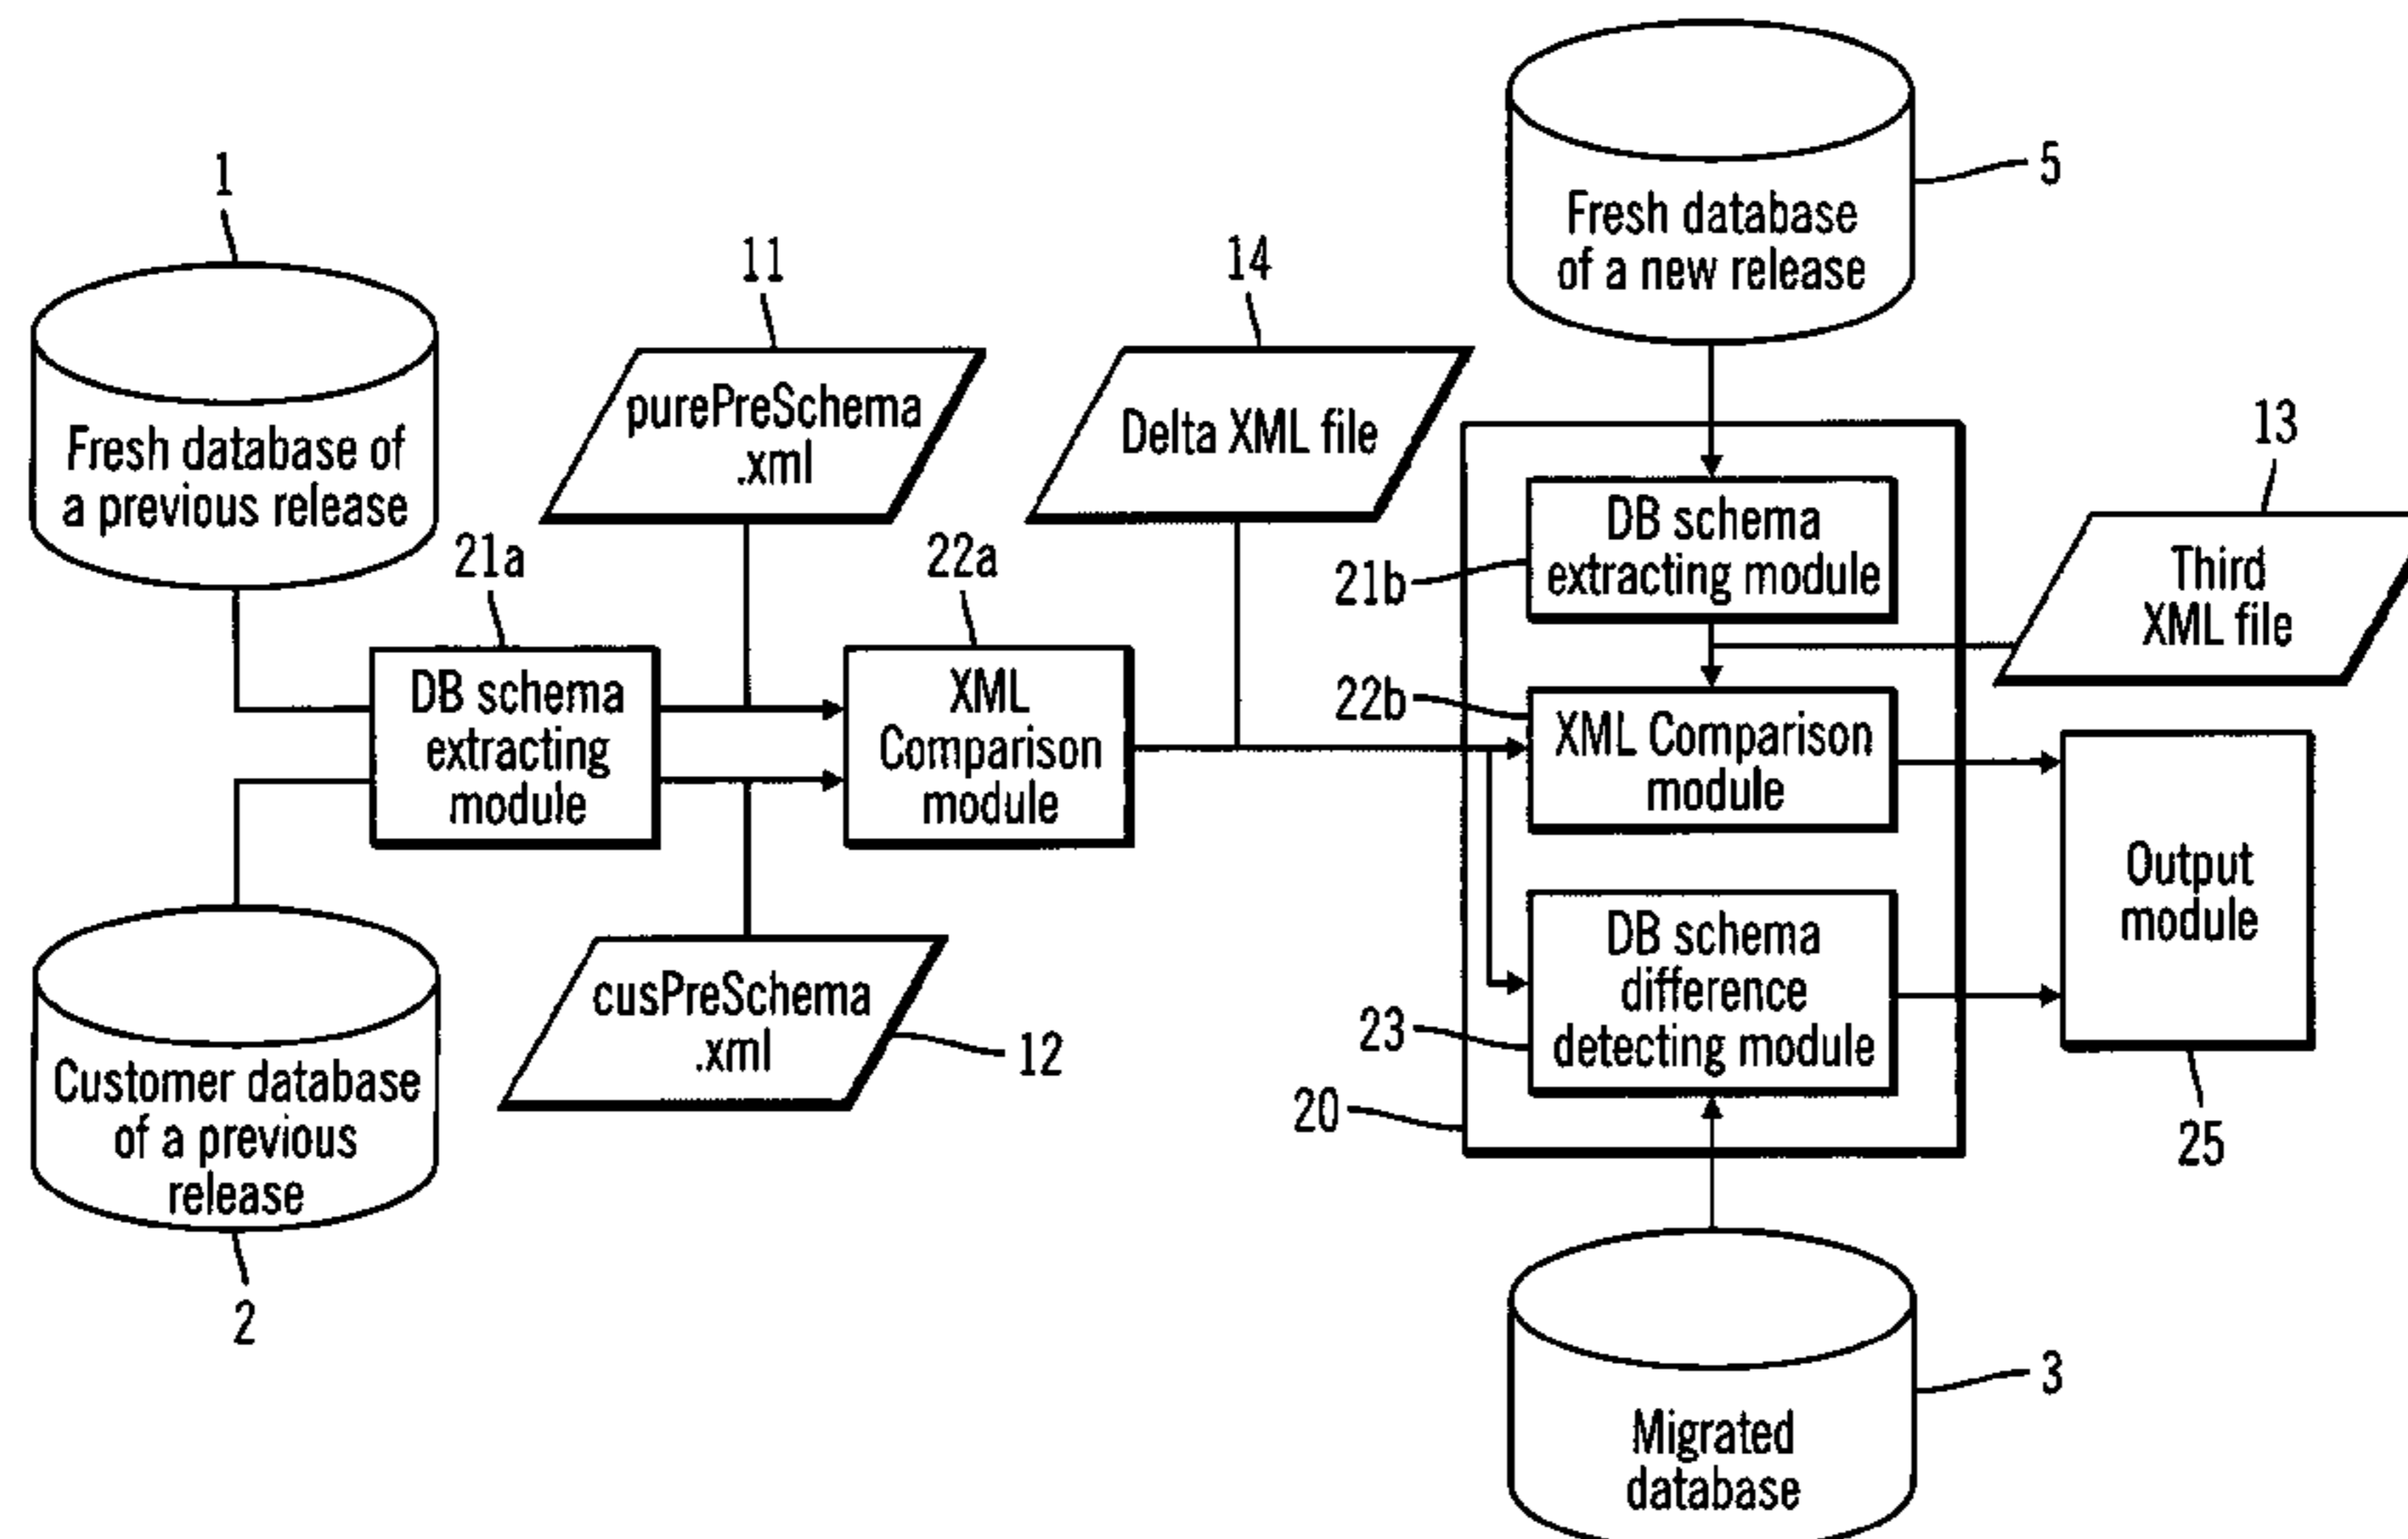 1
Fresh database of
a previous release
11
purePreSchema
.xml
14
Delta XML file
5
Fresh database
of a new release
13
Third
XML file
21a
DB schema
extracting
module
22a
XML
Comparison
module
21b
DB schema
extracting module
22b
XML Comparison
module
23
DB schema
difference
detecting module
20
Output
module
25
2
Customer database
of a previous
release
cusPreSchema
.xml
12
3
Migrated
database